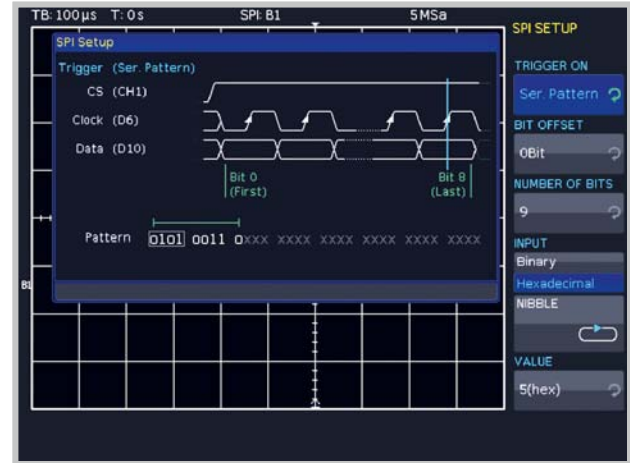 TB: 100µs T: 0s SPI: B1 5MSa
SPI Setup
Trigger (Ser. Pattern)
CS (CH1)
Clock (D6)
Data (D10)
Bit 0
(First)
Bit 8
(Last)
Pattern 0101 0011 0xxx xxxx xxxx xxxx xxxx xxxx
B1
SPI SETUP
TRIGGER ON
Ser. Pattern
BIT OFFSET
0Bit
NUMBER OF BITS
9
INPUT
Binary
Hexadecimal
NIBBLE
VALUE
5(hex)